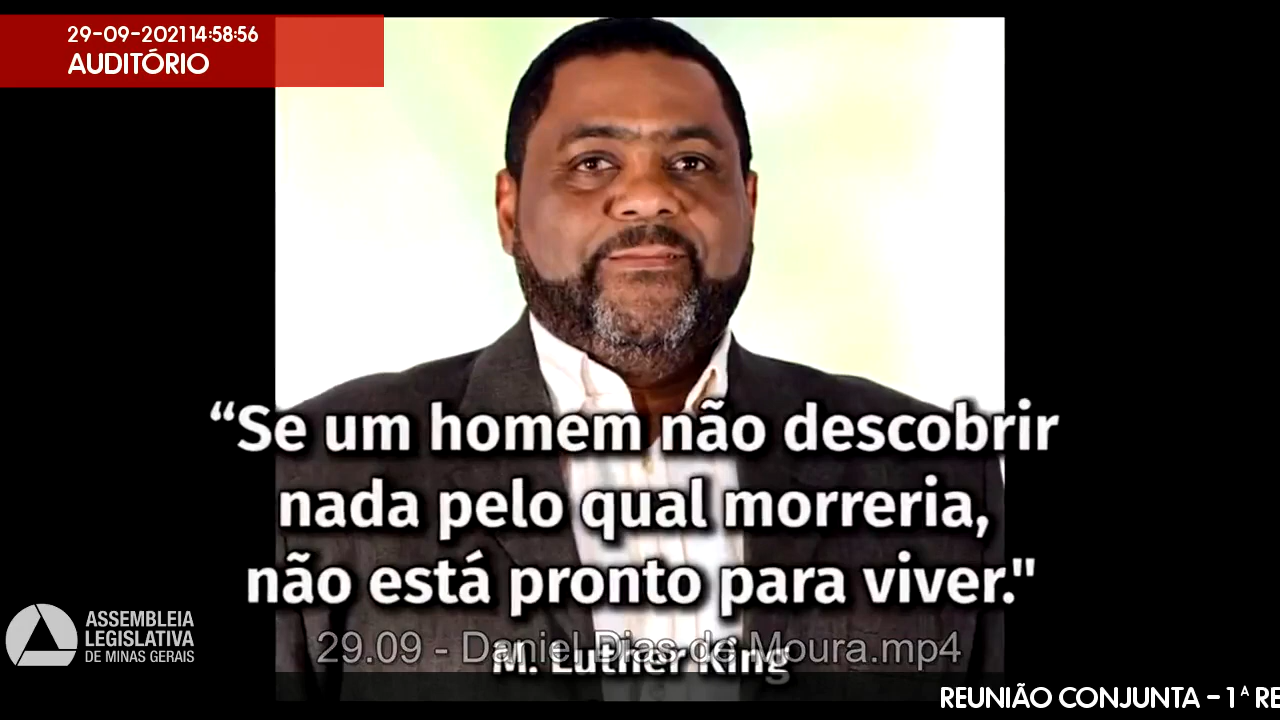 29-09-2021 14:58:56
AUDITÓRIO
“Se um homem não descobrir
nada pelo qual morreria,
não está pronto para viver."
29.09 - Daniel Dias de Moura.mp4
M. Luther King
ASSEMBLEIA
LEGISLATIVA
DE MINAS GERAIS
REUNIÃO CONJUNTA – 1ª RE